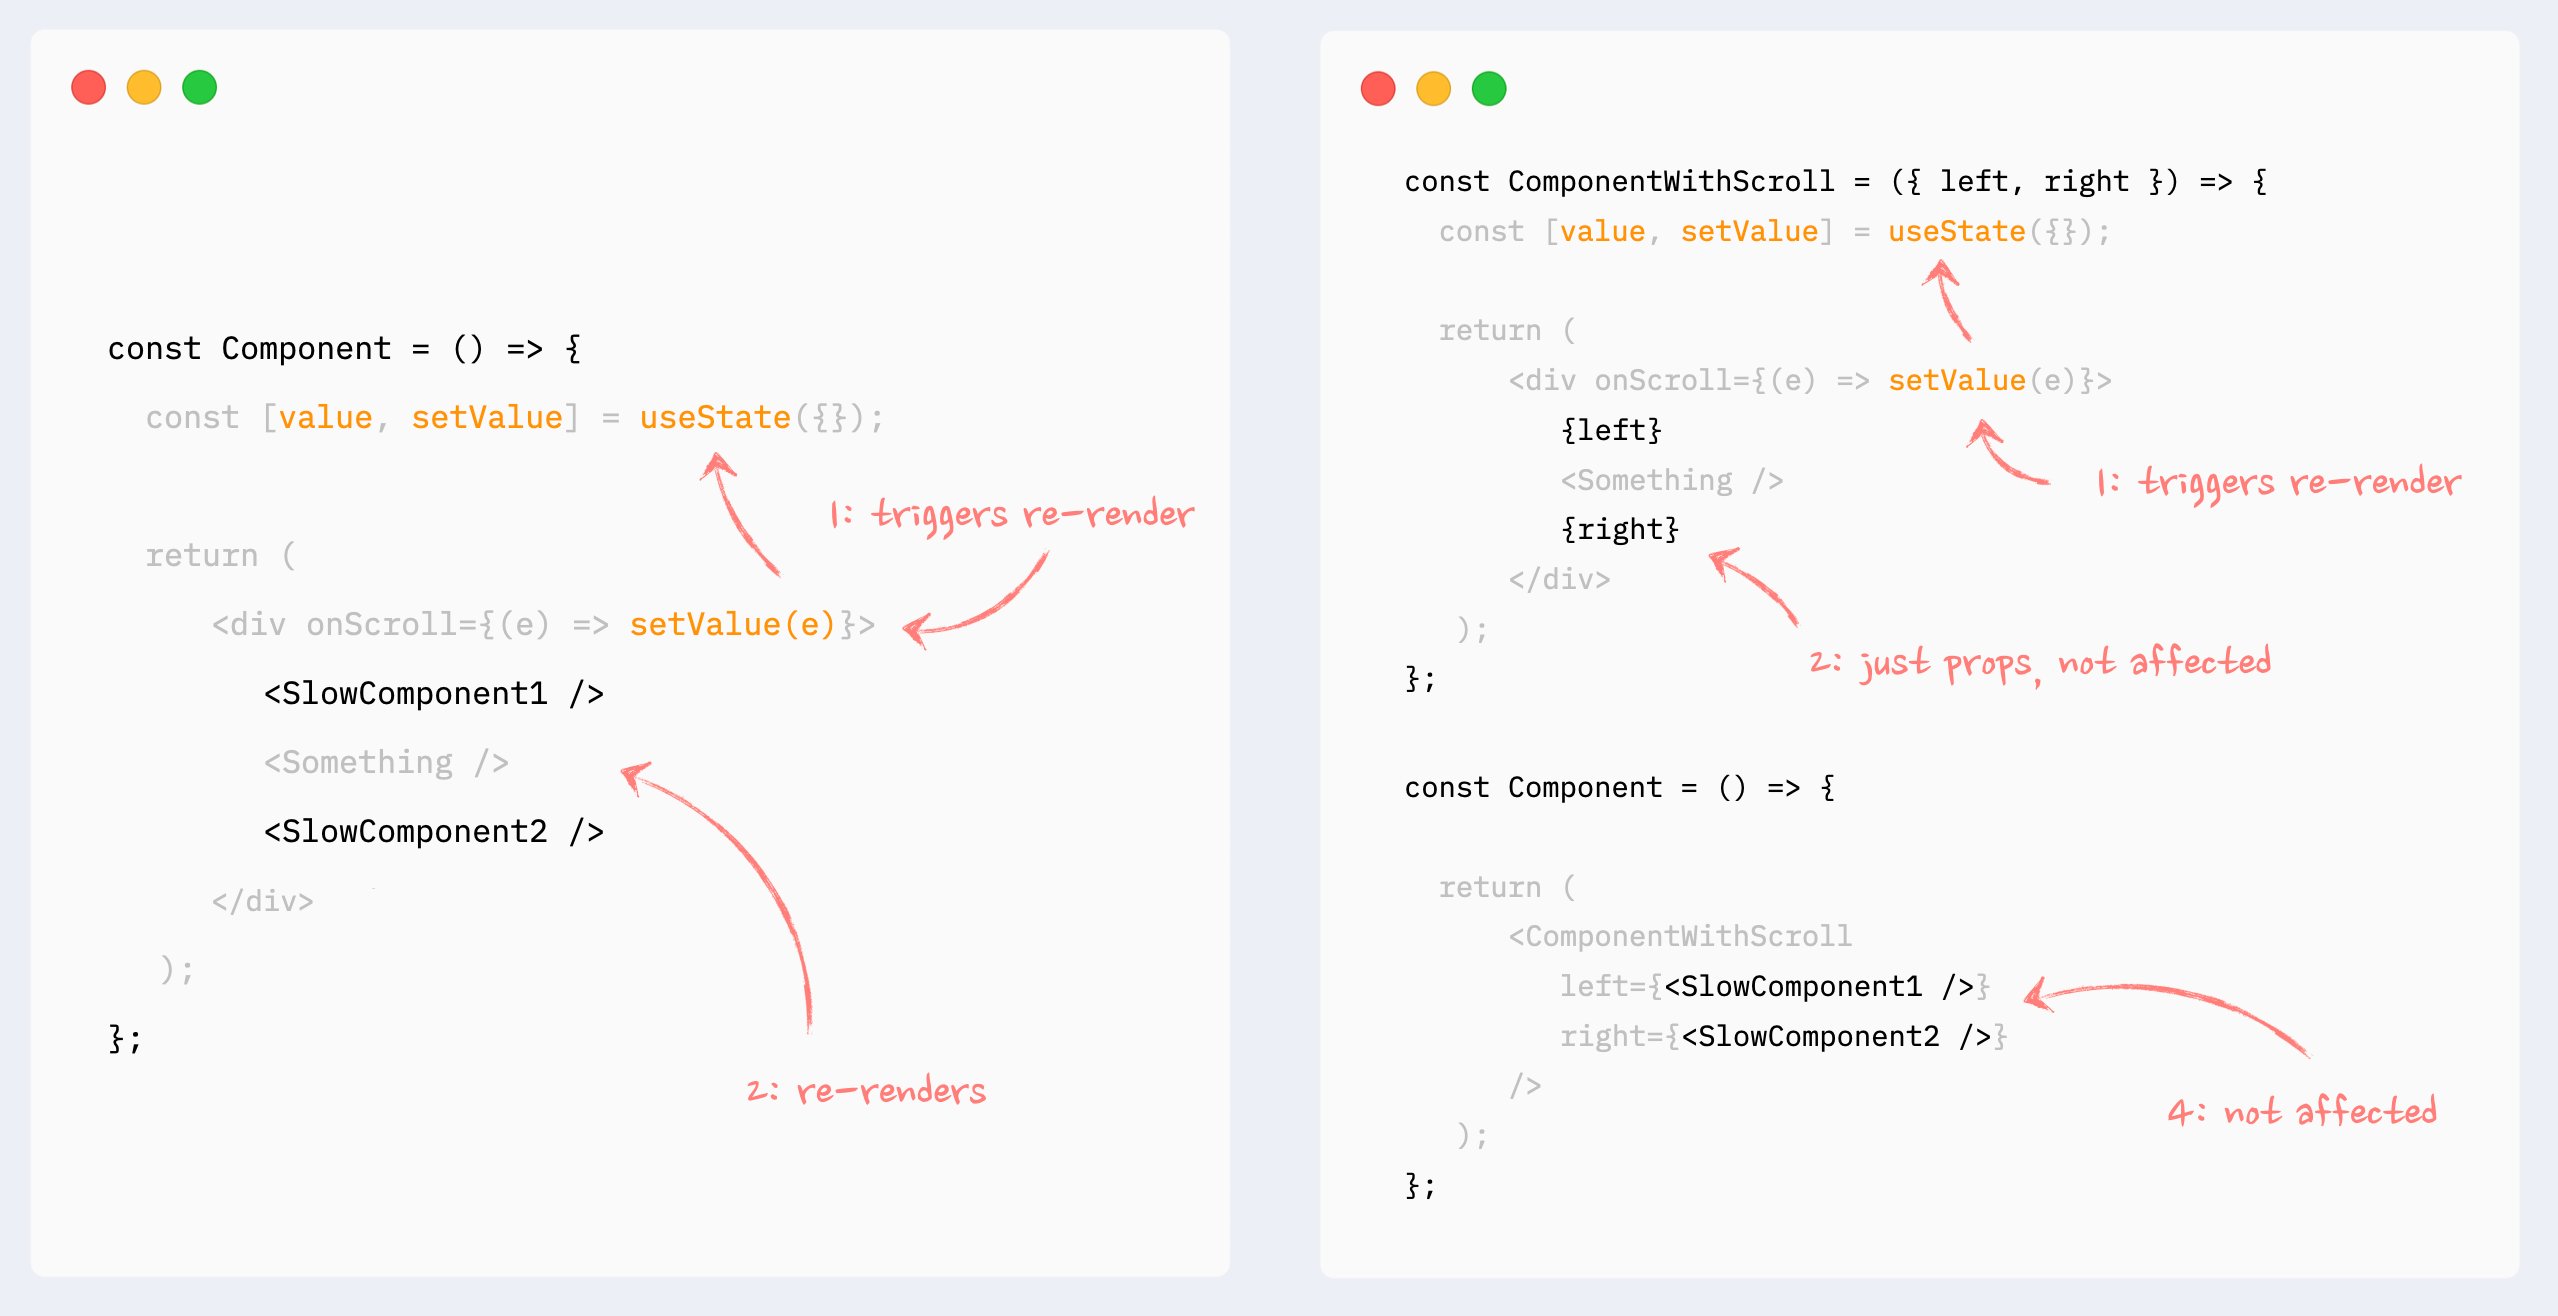 const Component = () => {
const [value, setValue] = useState({});
1: triggers re-render
return (
<div onScroll={(e) => setValue(e)}>
<SlowComponent1 />
<Something />
<SlowComponent2 />
</div>
);
};
2: re-renders
const ComponentWithScroll = ({ left, right }) => {
const [value, setValue] = useState({});
return (
<div onScroll={(e) => setValue(e)}>
{left}
<Something />
1: triggers re-render
{right}
</div>
);
2: just props, not affected
};
const Component = () => {
return (
<ComponentWithScroll
left={<SlowComponent1 />}
right={<SlowComponent2 />}
/>
4: not affected
);
};